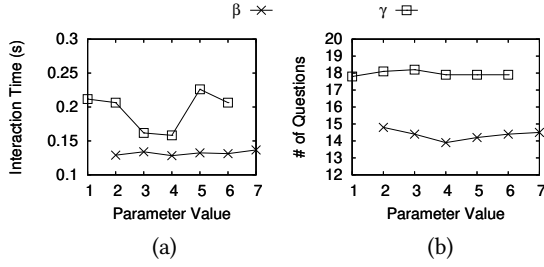 β γ
0.3
0.25
0.2
0.15
0.1
1 2 3 4 5 6 7
Interaction Time (s)
Parameter Value
(a)
20
19
18
17
16
15
14
13
12
1 2 3 4 5 6 7
# of Questions
Parameter Value
(b)